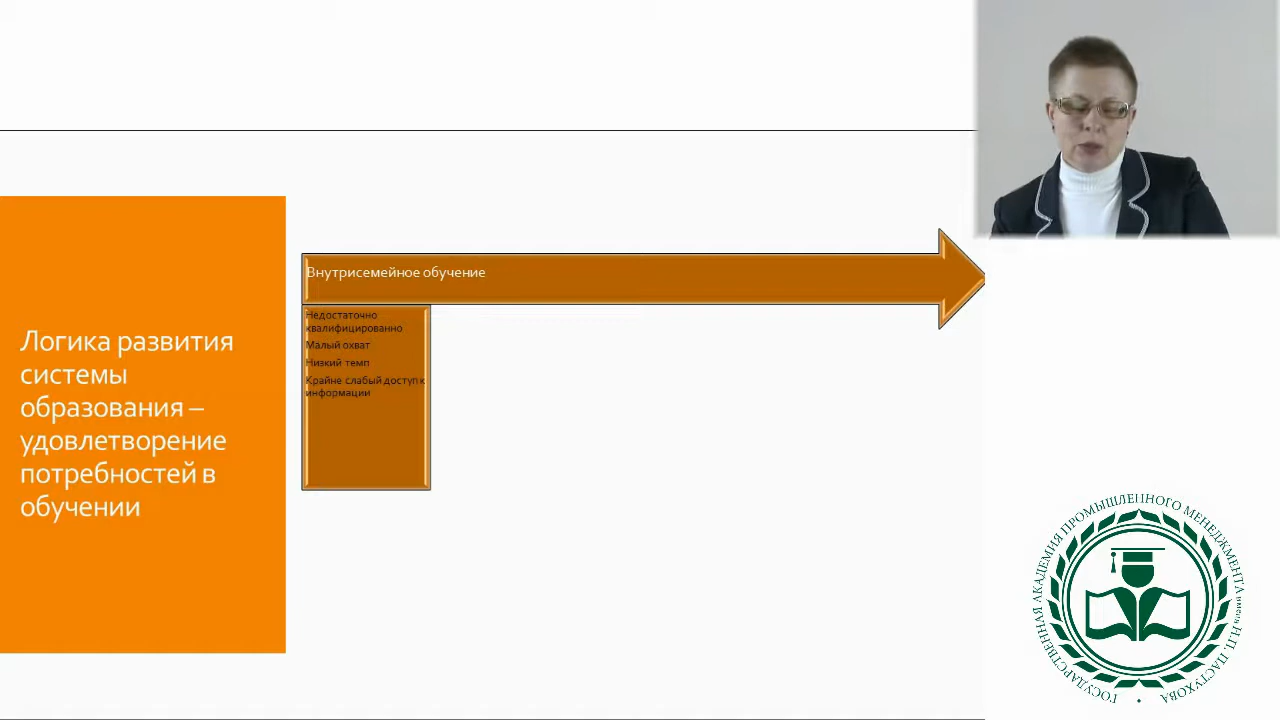 Логика развития
системы
образования –
удовлетворение
потребностей в
обучении
Внутрисемейное обучение
Недостаточно
квалифицированно
Малый охват
Низкий темп
Крайне слабый доступ к
информации
ГОСУДАРСТВЕННАЯ АКАДЕМИЯ ПРОМЫШЛЕННОГО МЕНЕДЖМЕНТА имени Н.П. ПАСТУХОВА